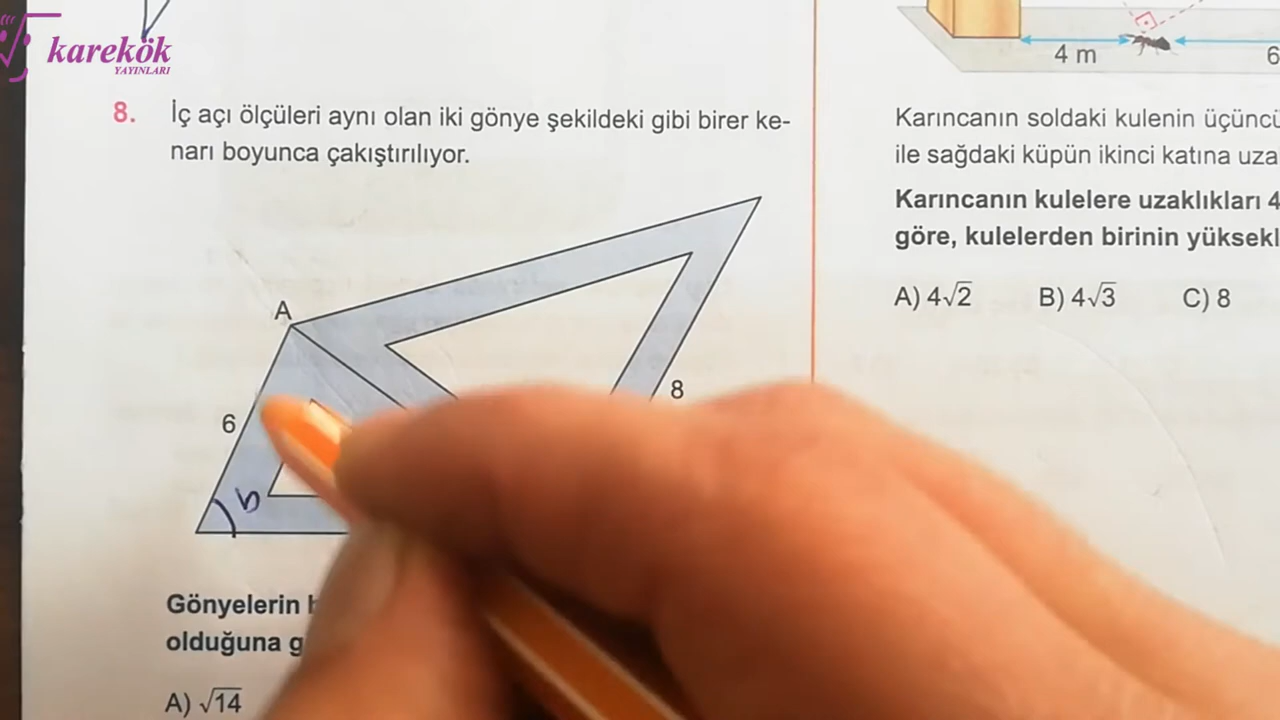 karekök
YAYINLARI
8. İç açı ölçüleri aynı olan iki gönye şekildeki gibi birer ke-
narı boyunca çakıştırılıyor.
A
6
8
b
Gönyelerin
olduğuna
A) √14
4 m
6
Karıncanın soldaki kulenin üçüncü
ile sağdaki küpün ikinci katına
Karıncanın kulelere uzaklıkları 4
göre, kulelerden birinin
A) 4√2 B) 4√3 C) 8